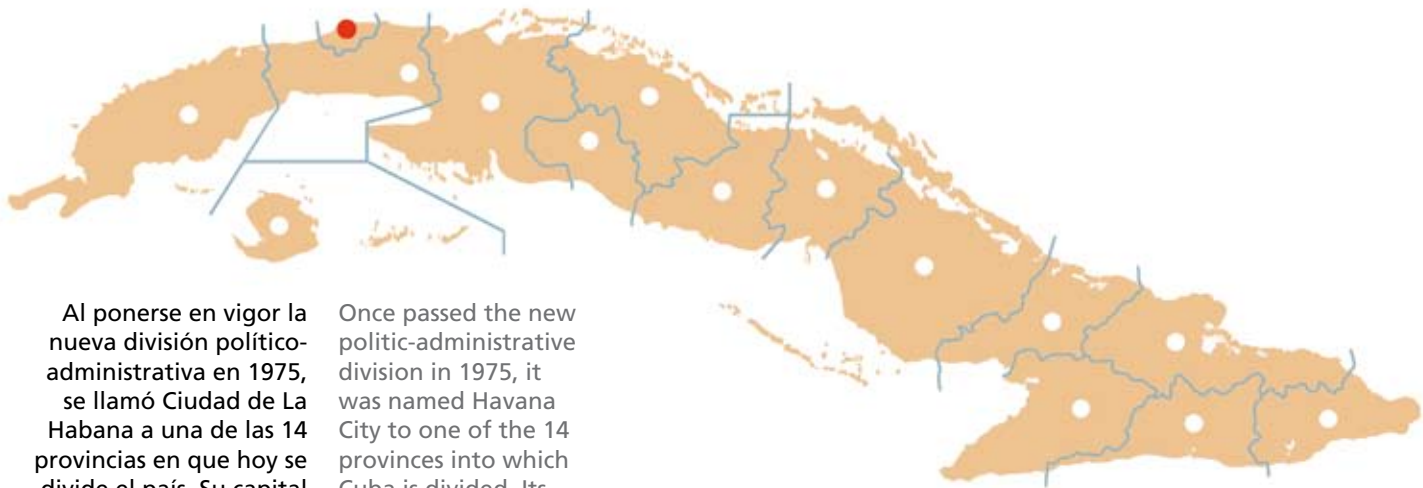 Al ponerse en vigor la
nueva división político-
administrativa en 1975,
se llamó Ciudad de La
Habana a una de las 14
provincias en que hoy se
divide el país. Su capital
Once passed the new
politic-administrative
division in 1975, it
was named Havana
City to one of the 14
provinces into which
Cuba is divided. Its